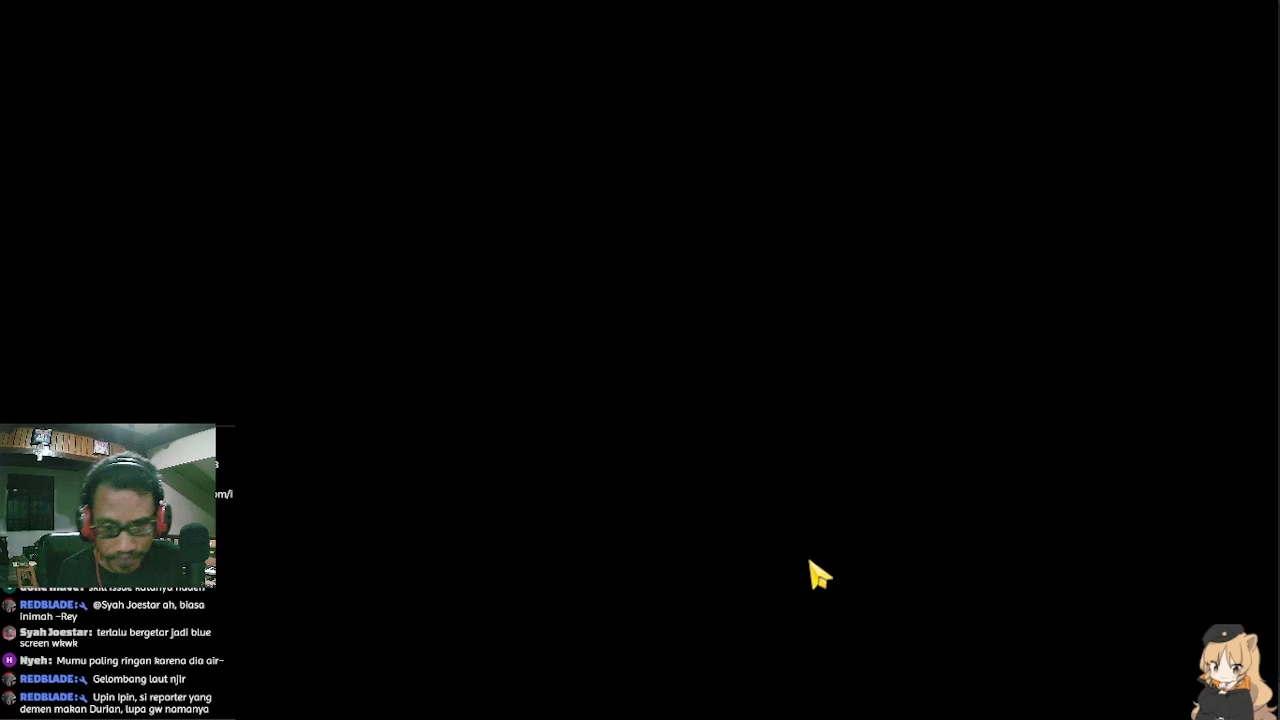 om/i
REDBLADE: @Syah Joestar ah, biasa
inimah -Rey
Syah Joestar: terlalu bergetar jadi blue
screen wkwk
H Nyeh: Mumu paling ringan karena dia air~
REDBLADE: Gelombang laut njir
REDBLADE: Upin Ipin, si reporter yang
demen makan Durian, lupa gw namanya